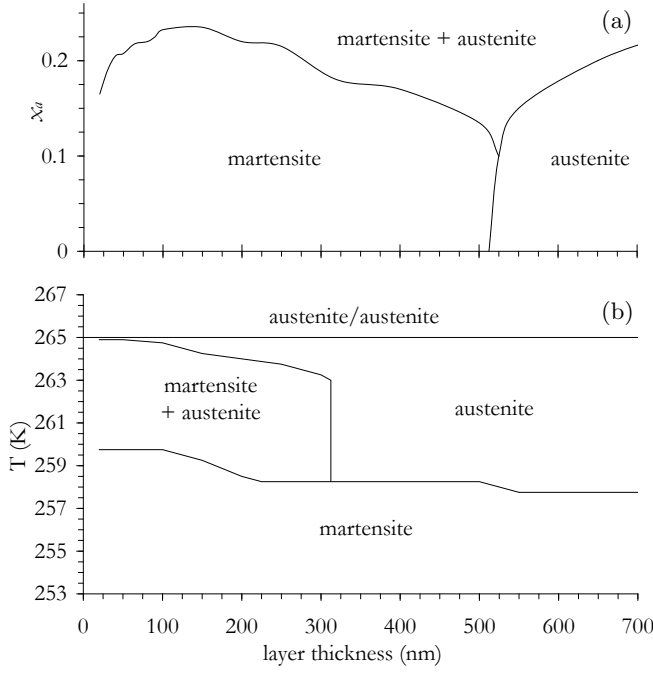 (a)
martensite + austenite
0.2
χₐ
martensite
austenite
0.1
0
267
(b)
austenite/austenite
265
263
martensite
+ austenite
austenite
261
T (K)
259
257
martensite
255
253
0 100 200 300 400 500 600 700
layer thickness (nm)